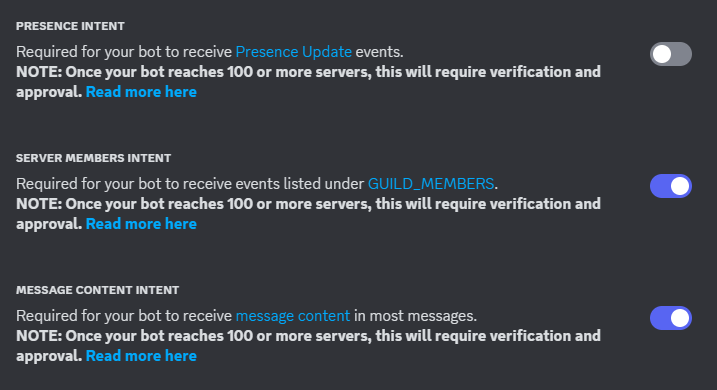 PRESENCE INTENT
Required for your bot to receive Presence Update events.
NOTE: Once your bot reaches 100 or more servers, this will require verification and
approval. Read more here
SERVER MEMBERS INTENT
Required for your bot to receive events listed under GUILD_MEMBERS.
NOTE: Once your bot reaches 100 or more servers, this will require verification and
approval. Read more here
MESSAGE CONTENT INTENT
Required for your bot to receive message content in most messages.
NOTE: Once your bot reaches 100 or more servers, this will require verification and
approval. Read more here